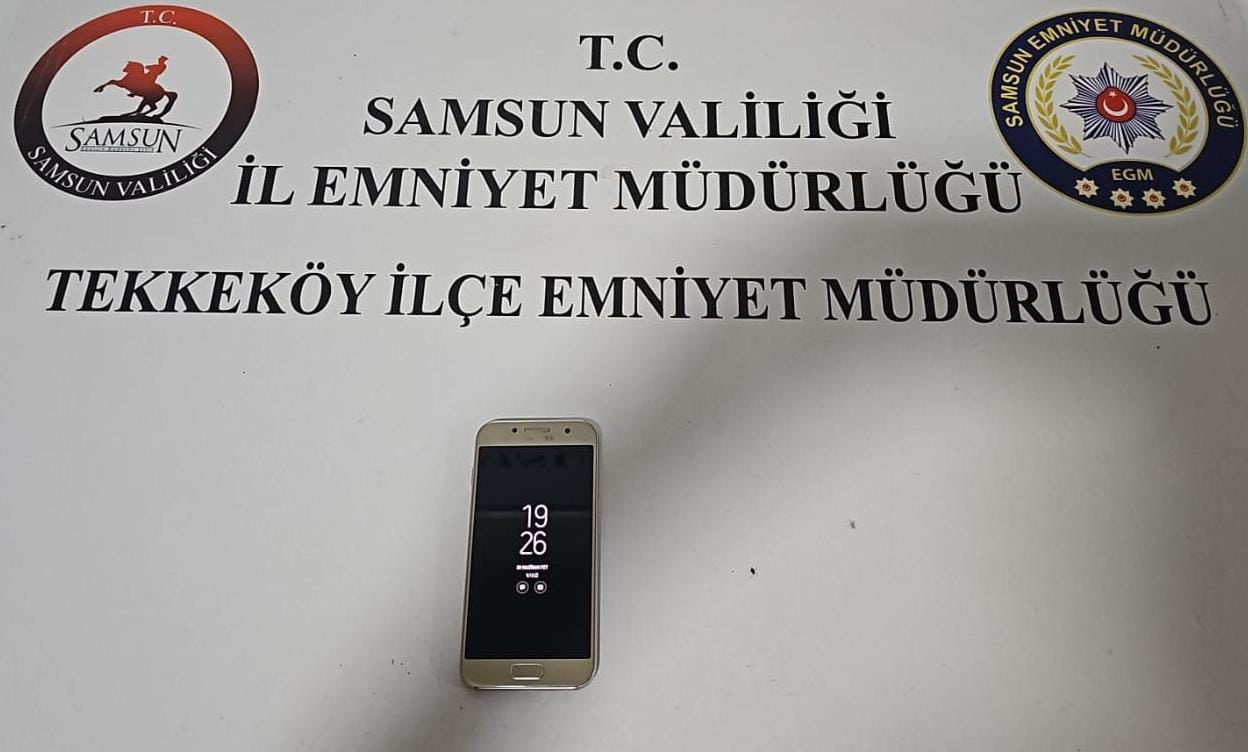 T.C.
SAMSUN
SAMSUN VALİLİĞİ
T.C.
SAMSUN VALİLİĞİ
İL EMNİYET MÜDÜRLÜĞÜ
TEKKEKÖY İLÇE EMNİYET MÜDÜRLÜĞÜ
SAMSUN EMNİYET MÜDÜRLÜĞÜ
EGM
19
26